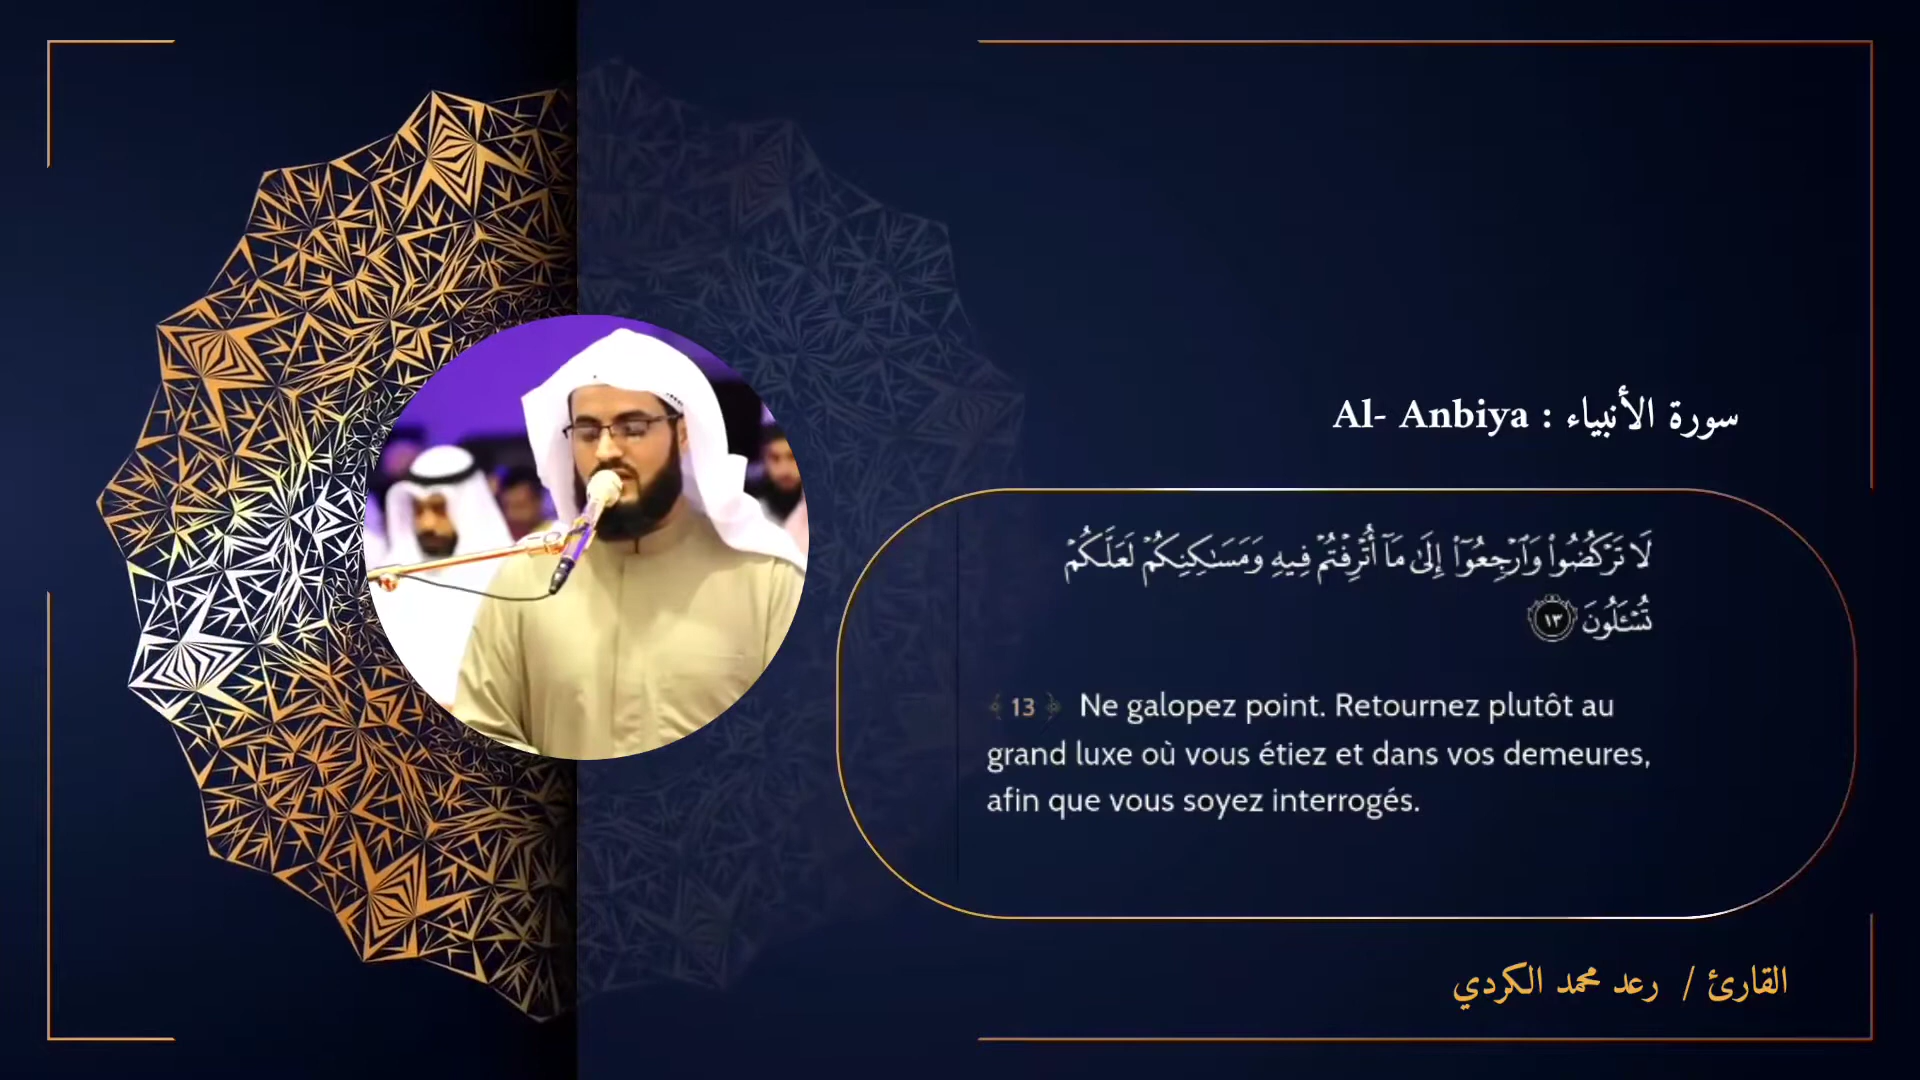 سورة الأنبياء : Al- Anbiya
لَا تَرْكُضُوا۟ وَٱرْجِعُوٓا۟ إِلَىٰ مَآ أُتْرِفْتُمْ فِيهِ وَمَسَـٰكِنِكُمْ لَعَلَّكُمْ
تُسْـَٔلُونَ ١٣
13 Ne galopez point. Retournez plutôt au
grand luxe où vous étiez et dans vos demeures,
afin que vous soyez interrogés.
القارئ / رعد محمد الكردي